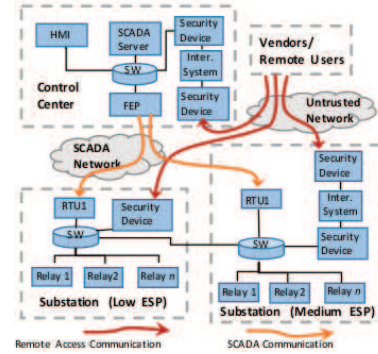 HMI
SCADA
Server
Security
Device
SW
Inter.
System
Control
Center
FEP
Security
Device
Vendors/
Remote Users
Untrusted
Network
SCADA
Network
RTU1
Security
Device
SW
Relay 1
Relay2
Relay n
Substation (Low ESP)
Security
Device
Inter.
System
RTU1
Security
Device
SW
Relay 1
Relay2
Relay n
Substation (Medium ESP)
Remote Access Communication
SCADA Communication